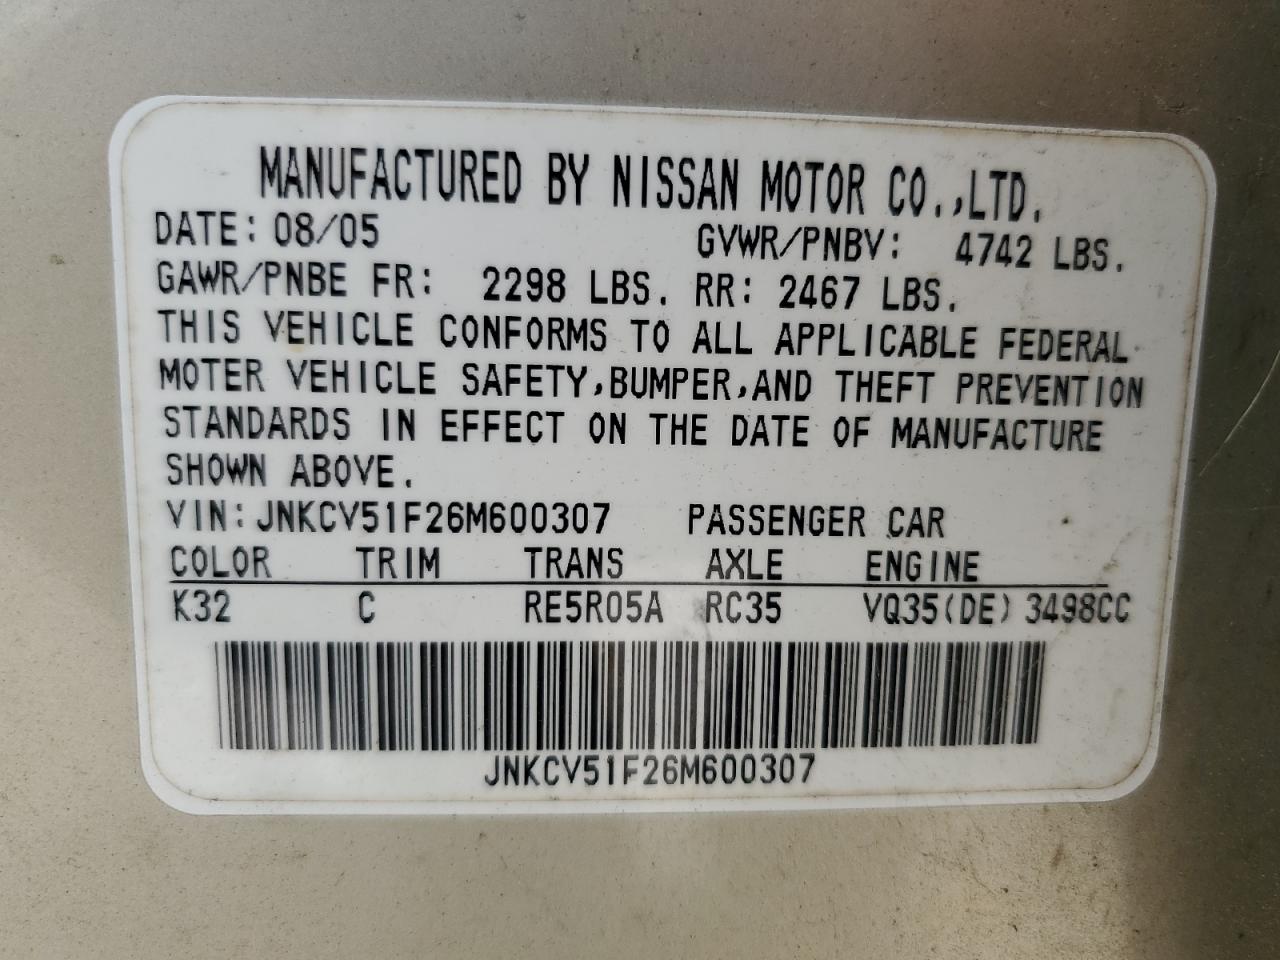 MANUFACTURED BY NISSAN MOTOR CO.,LTD.
DATE: 08/05 GVWR/PNBV: 4742 LBS.
GAWR/PNBE FR: 2298 LBS. RR: 2467 LBS.
THIS VEHICLE CONFORMS TO ALL APPLICABLE FEDERAL
MOTER VEHICLE SAFETY,BUMPER,AND THEFT PREVENTION
STANDARDS IN EFFECT ON THE DATE OF MANUFACTURE
SHOWN ABOVE.
VIN: JNKCV51F26M600307 PASSENGER CAR
COLOR TRIM TRANS AXLE ENGINE
K32 C RE5R05A RC35 VQ35(DE) 3498CC
JNKCV51F26M600307